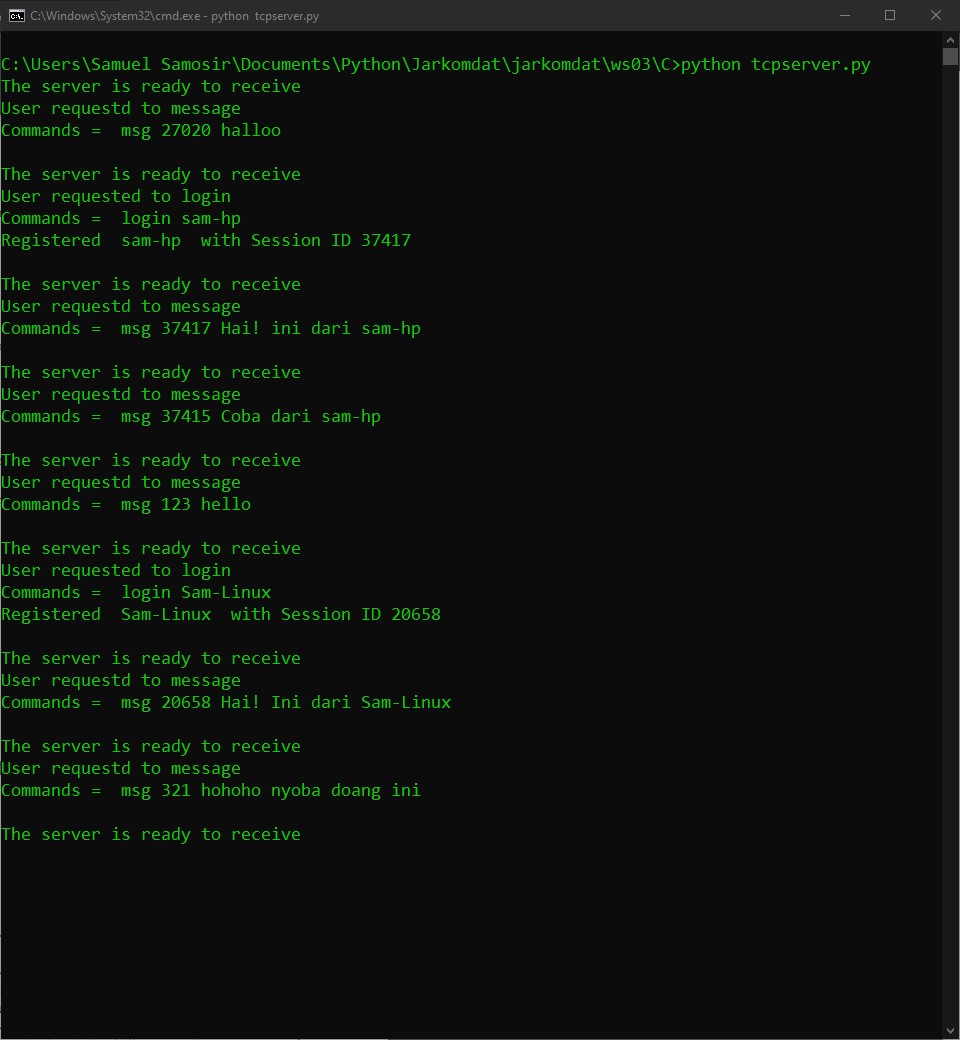 C:\Windows\System32\cmd.exe - python  tcpserver.py
C:\Users\Samuel Samosir\Documents\Python\Jarkomdat\jarkomdat\ws03\C>python tcpserver.py
The server is ready to receive
User requestd to message
Commands =  msg 27020 halloo
The server is ready to receive
User requested to login
Commands =  login sam-hp
Registered  sam-hp  with Session ID 37417
The server is ready to receive
User requestd to message
Commands =  msg 37417 Hai! ini dari sam-hp
The server is ready to receive
User requestd to message
Commands =  msg 37415 Coba dari sam-hp
The server is ready to receive
User requestd to message
Commands =  msg 123 hello
The server is ready to receive
User requested to login
Commands =  login Sam-Linux
Registered  Sam-Linux  with Session ID 20658
The server is ready to receive
User requestd to message
Commands =  msg 20658 Hai! Ini dari Sam-Linux
The server is ready to receive
User requestd to message
Commands =  msg 321 hohoho nyoba doang ini
The server is ready to receive